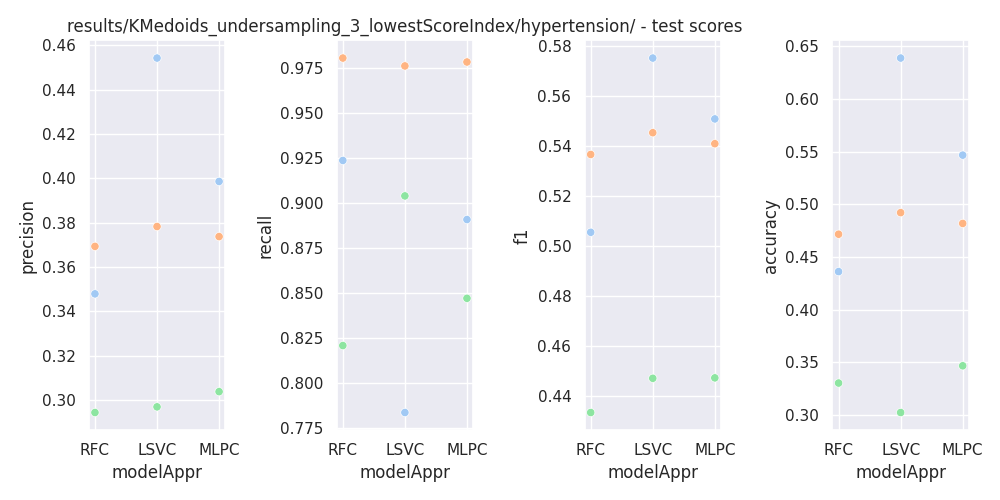 results/KMedoids_undersampling_3_lowestScoreIndex/hypertension/ - test scores
precision
0.46
0.44
0.42
0.40
0.38
0.36
0.34
0.32
0.30
RFC LSVC MLPC
modelAppr
recall
0.975
0.950
0.925
0.900
0.875
0.850
0.825
0.800
0.775
RFC LSVC MLPC
modelAppr
f1
0.58
0.56
0.54
0.52
0.50
0.48
0.46
0.44
RFC LSVC MLPC
modelAppr
accuracy
0.65
0.60
0.55
0.50
0.45
0.40
0.35
0.30
RFC LSVC MLPC
modelAppr